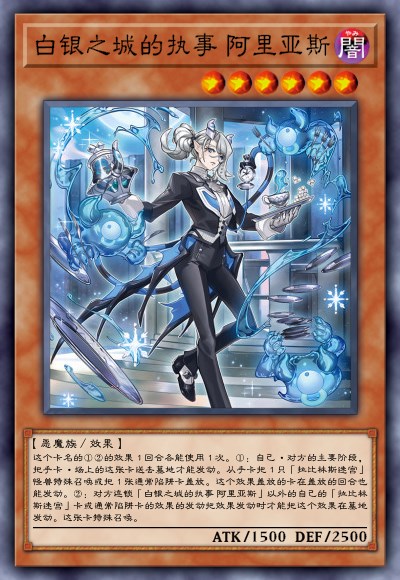 白银之城的执事 阿里亚斯
やみ
闇
【恶魔族/效果】
这个卡名的①②的效果1回合各能使用1次。①：自己·对方的主要阶段，
把手卡·场上的这张卡送去墓地才能发动。从手卡把1只「拉比林斯迷宫」
怪兽特殊召唤或把1张通常陷阱卡盖放。这个效果盖放的卡在盖放的回合也
能发动。②：对方连锁「白银之城的执事 阿里亚斯」以外的自己的「拉比林
斯迷宫」卡或通常陷阱卡的效果的发动把效果发动时才能把这个效果在墓地
发动。这张卡特殊召唤。
ATK/1500 DEF/2500